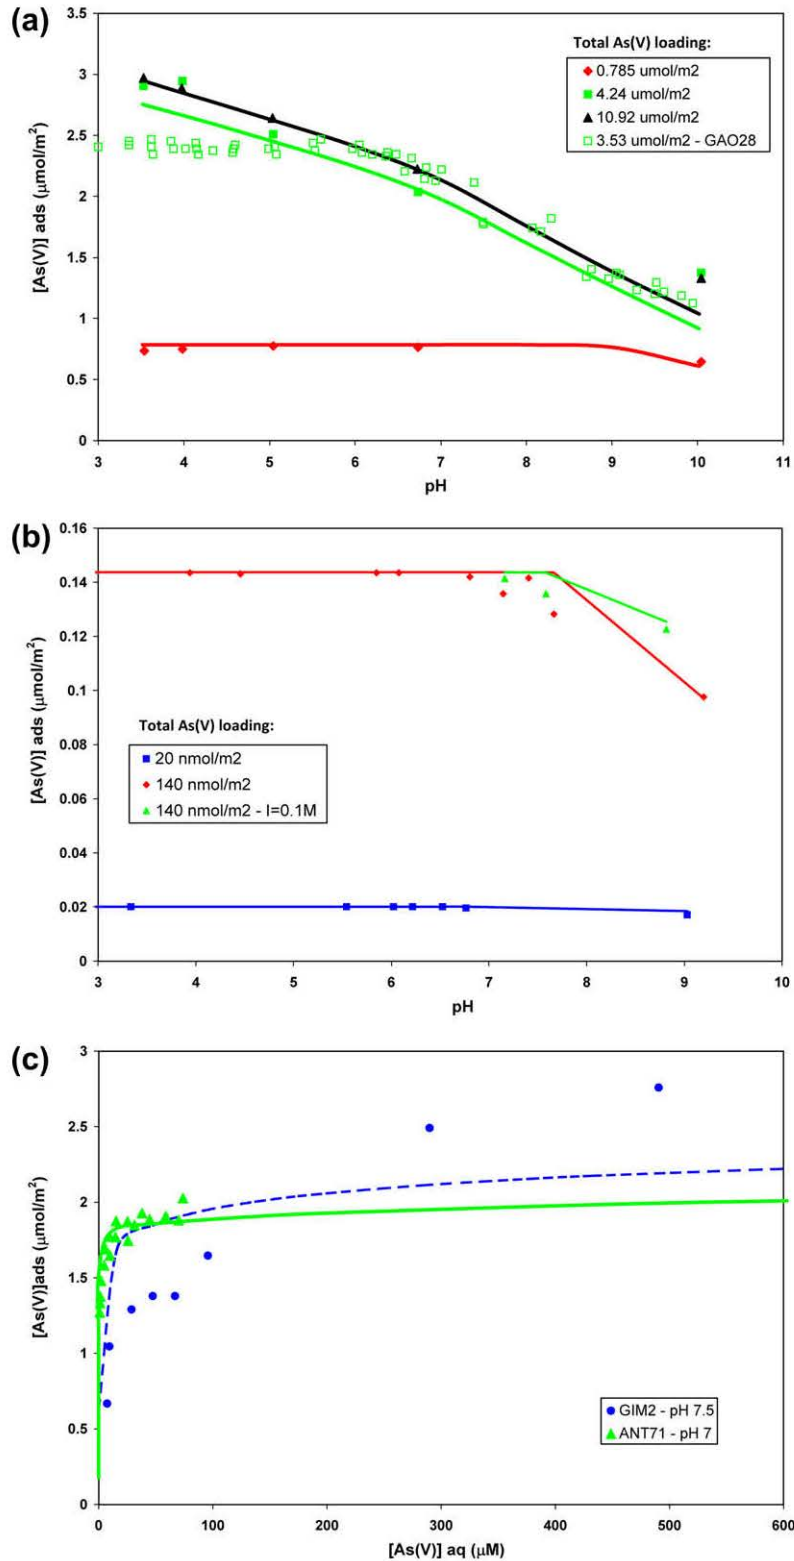 (a)
3.5
3
2.5
2
1.5
1
0.5
0
[As(V)] ads (µmol/m²)
Total As(V) loading:
0.785 umol/m2
4.24 umol/m2
10.92 umol/m2
3.53 umol/m2 - GAO28
3 4 5 6 7 8 9 10 11
pH
(b)
0.16
0.14
0.12
0.1
0.08
0.06
0.04
0.02
0
[As(V)] ads (µmol/m²)
Total As(V) loading:
20 nmol/m2
140 nmol/m2
140 nmol/m2 - I=0.1M
3 4 5 6 7 8 9 10
pH
(c)
3
2.5
2
1.5
1
0.5
0
[As(V)]ads (µmol/m²)
GIM2 - pH 7.5
ANT71 - pH 7
0 100 200 300 400 500 600
[As(V)] aq (µM)